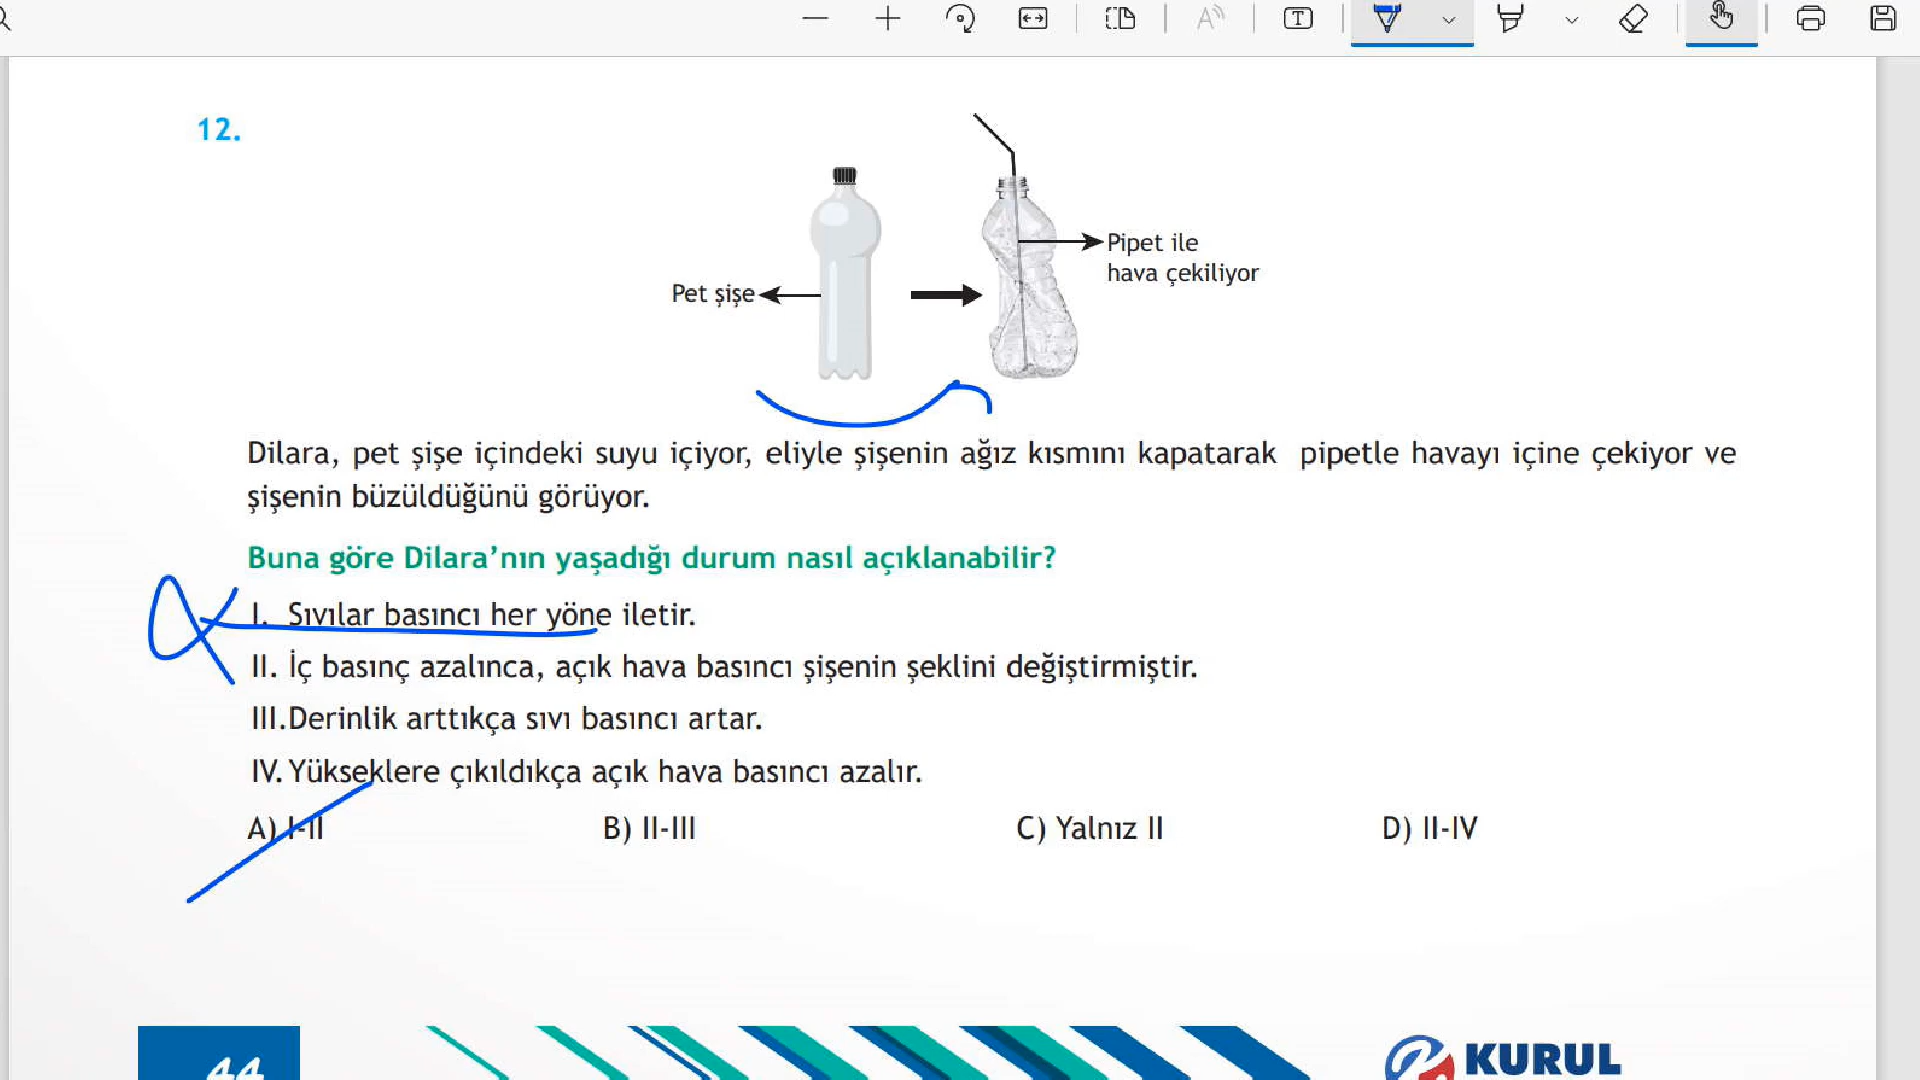 12.
Pet şişe
Pipet ile
hava çekiliyor
Dilara, pet şişe içindeki suyu içiyor, eliyle şişenin ağız kısmını kapatarak pipetle havayı içine çekiyor ve
şişenin büzüldüğünü görüyor.
Buna göre Dilara'nın yaşadığı durum nasıl açıklanabilir?
I. Sıvılar basıncı her yöne iletir.
II. İç basınç azalınca, açık hava basıncı şişenin şeklini değiştirmiştir.
III.Derinlik arttıkça sıvı basıncı artar.
IV. Yükseklere çıkıldıkça açık hava basıncı azalır.
A) I-II B) II-III C) Yalnız II D) II-IV
44 KURUL